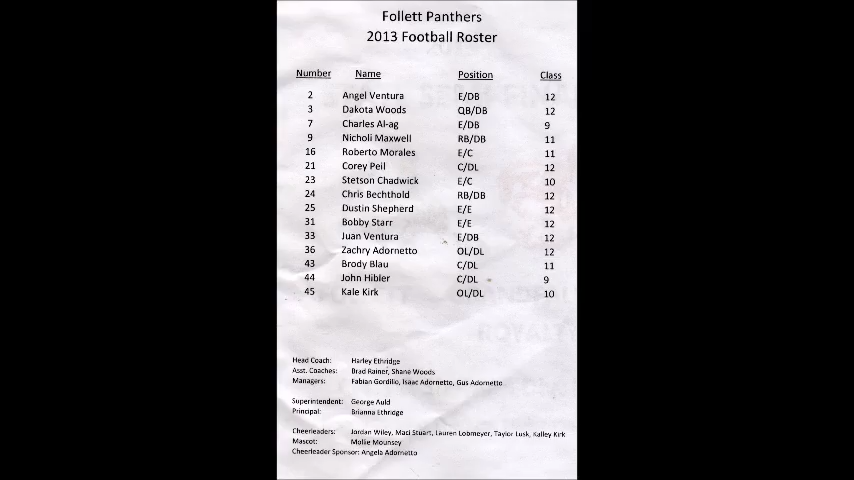 Follett Panthers
2013 Football Roster
Number Name Position Class
2 Angel Ventura E/DB 12
3 Dakota Woods QB/DB 12
7 Charles Al-ag E/DB 9
9 Nicholi Maxwell RB/DB 11
16 Roberto Morales E/C 11
21 Corey Peil C/DL 12
23 Stetson Chadwick E/C 10
24 Chris Bechthold RB/DB 12
25 Dustin Shepherd E/E 12
31 Bobby Starr E/E 12
33 Juan Ventura E/DB 12
36 Zachry Adornetto OL/DL 12
43 Brody Blau C/DL 11
44 John Hibler C/DL 9
45 Kale Kirk OL/DL 10
Head Coach: Harley Ethridge
Asst. Coaches: Brad Rainer, Shane Woods
Managers: Fabian Gordillo, Isaac Adornetto, Gus Adornetto
Superintendent: George Auld
Principal: Brianna Ethridge
Cheerleaders: Jordan Wiley, Maci Stuart, Lauren Lobmeyer, Taylor Lusk, Kalley Kirk
Mascot: Mollie Mounsey
Cheerleader Sponsor: Angela Adornetto